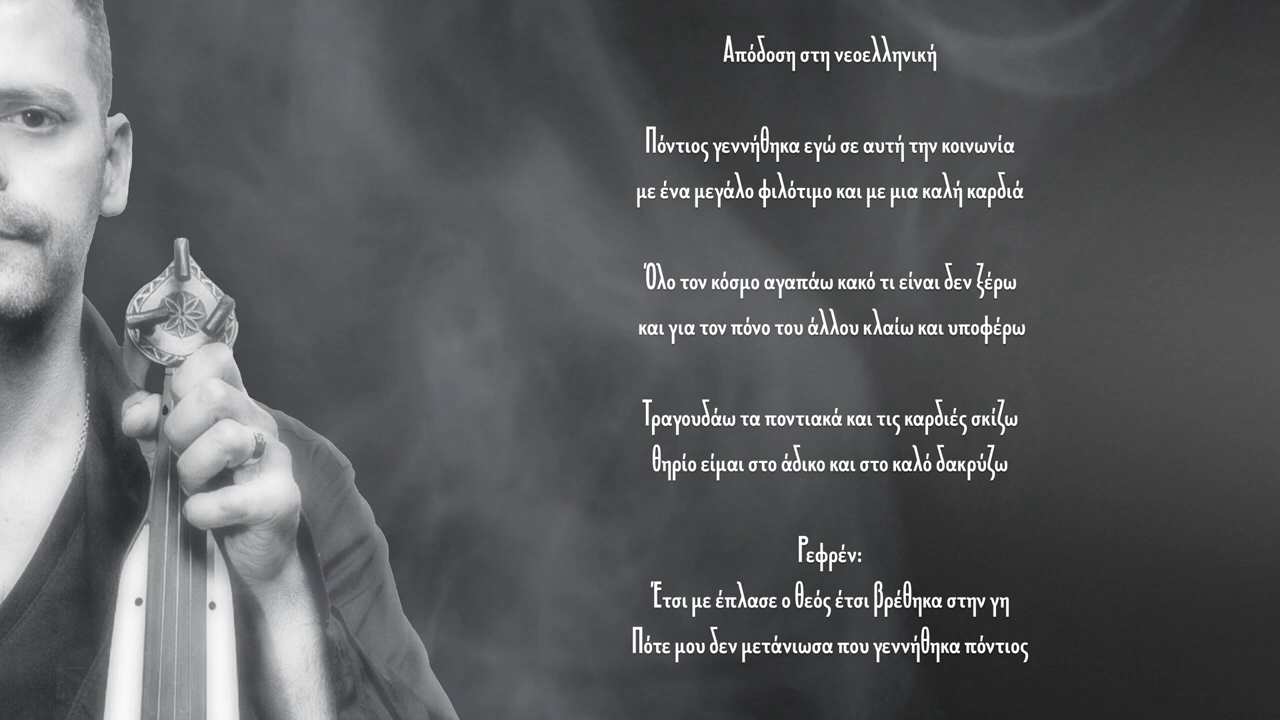 Απόδοση στη νεοελληνική
Πόντιος γεννήθηκα εγώ σε αυτή την κοινωνία
με ένα μεγάλο φιλότιμο και με μια καλή καρδιά
Όλο τον κόσμο αγαπάω κακό τι είναι δεν ξέρω
και για τον πόνο του άλλου κλαίω και υποφέρω
Τραγουδάω τα ποντιακά και τις καρδιές σκίζω
θηρίο είμαι στο άδικο και στο καλό δακρύζω
Ρεφρέν:
Έτσι με έπλασε ο θεός έτσι βρέθηκα στην γη
Πότε μου δεν μετάνιωσα που γεννήθηκα πόντιος